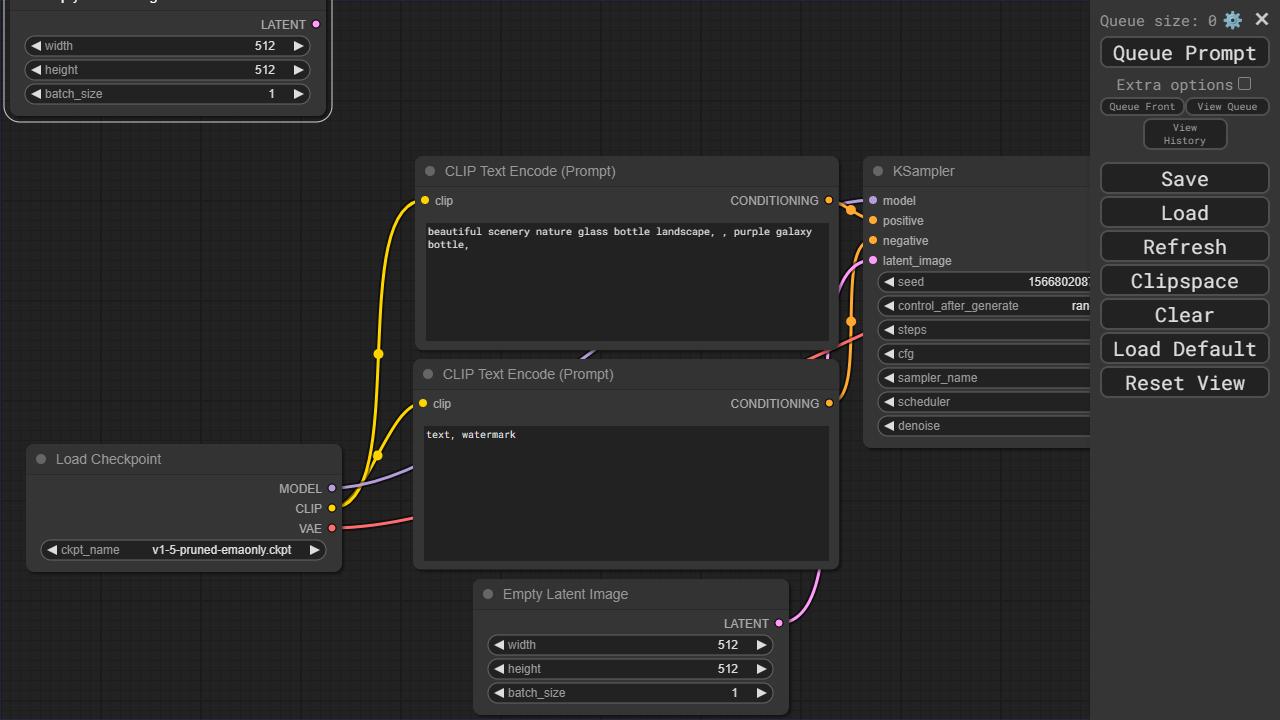 LATENT
width 512
height 512
batch_size 1
CLIP Text Encode (Prompt)
clip CONDITIONING
beautiful scenery nature glass bottle landscape, , purple galaxy
bottle,
CLIP Text Encode (Prompt)
clip CONDITIONING
text, watermark
Load Checkpoint
MODEL
CLIP
VAE
ckpt_name v1-5-pruned-emaonly.ckpt
Empty Latent Image
LATENT
width 512
height 512
batch_size 1
KSampler
model
positive
negative
latent_image
seed 156680208
control_after_generate ran
steps
cfg
sampler_name
scheduler
denoise
Queue size: 0
Queue Prompt
Extra options
Queue Front View Queue
View
History
Save
Load
Refresh
Clipspace
Clear
Load Default
Reset View